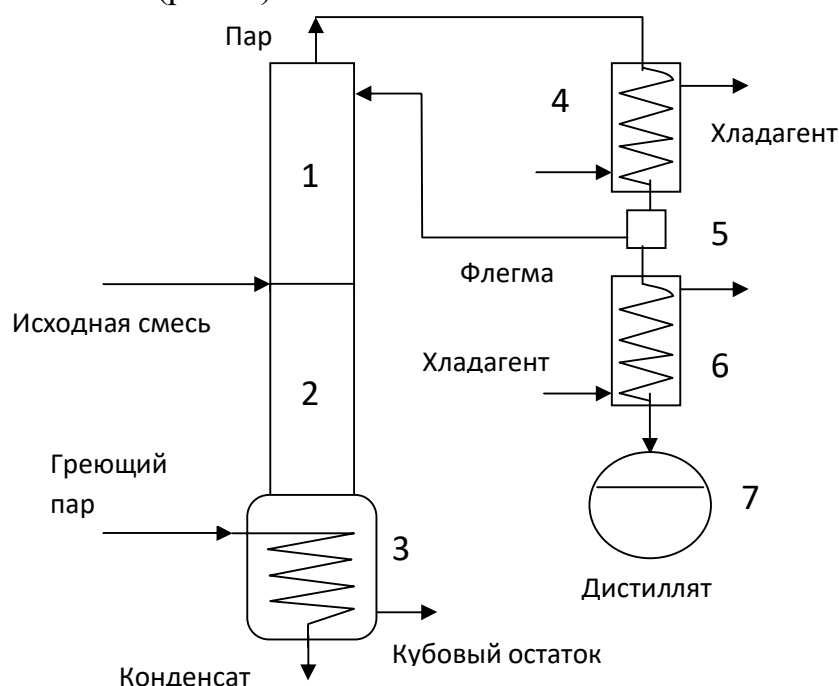 Пар
4
Хладагент
1
5
Флегма
Исходная смесь
Хладагент
6
2
Греющий
пар
7
3
Дистиллят
Кубовый остаток
Конденсат